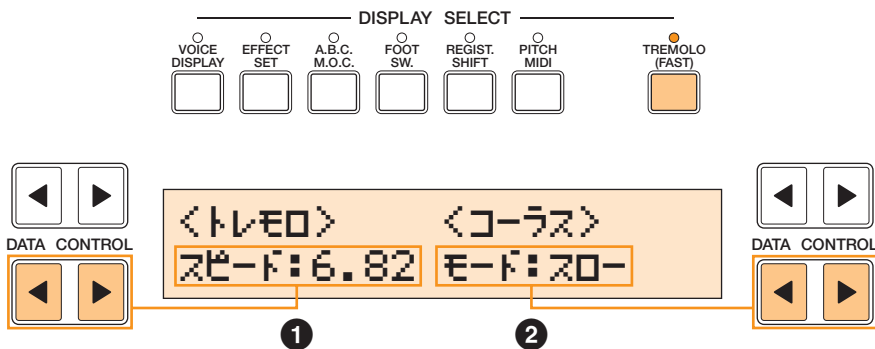 DISPLAY SELECT
VOICE DISPLAY
EFFECT SET
A.B.C. M.O.C.
FOOT SW.
REGIST. SHIFT
PITCH MIDI
TREMOLO (FAST)
DATA CONTROL
<トレモロ> <コーラス>
スピード:6.82 モード:スロー
DATA CONTROL
1
2